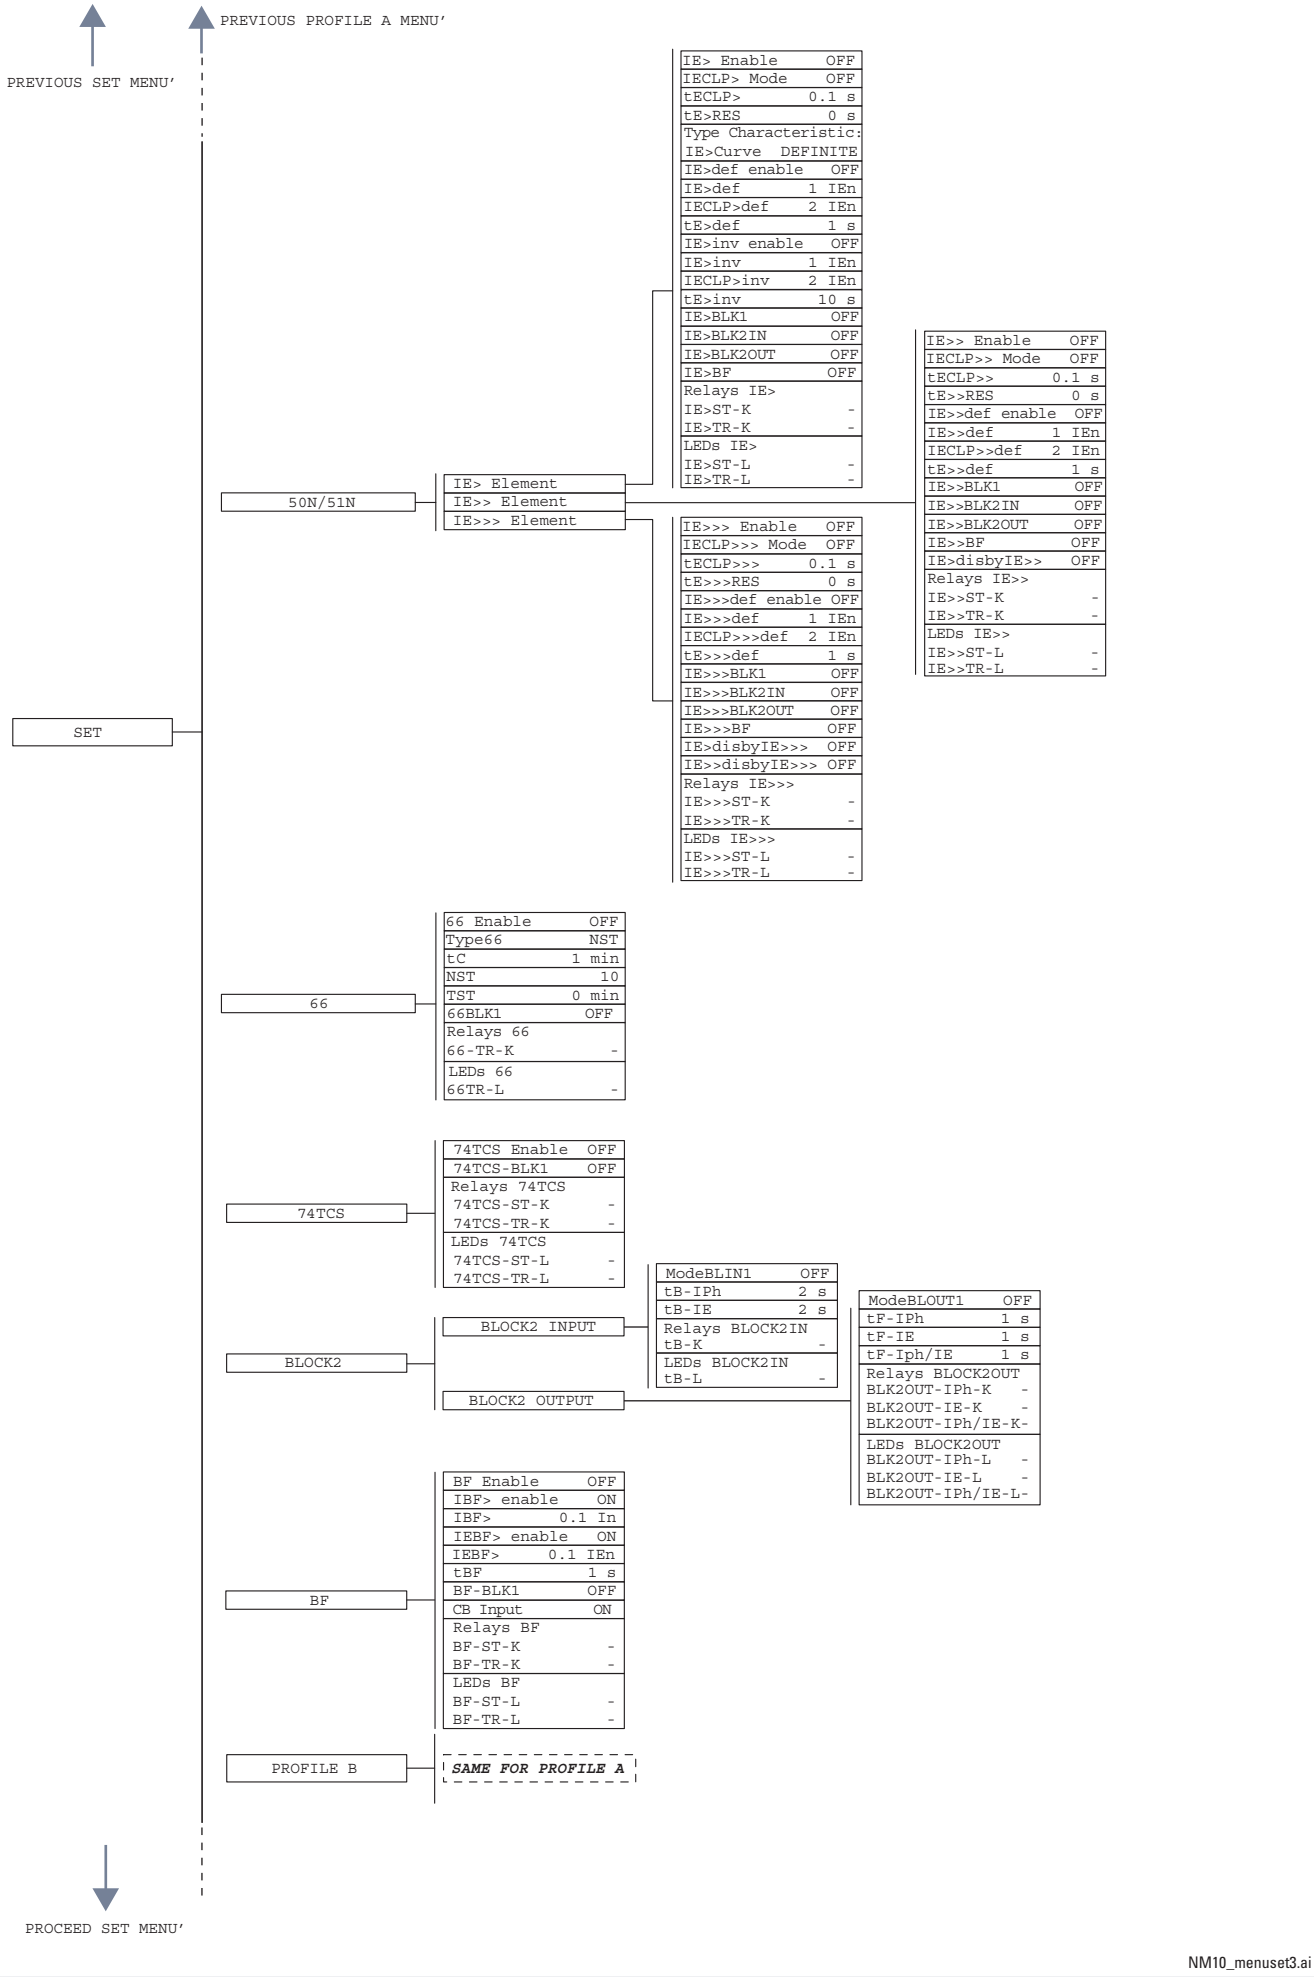 PREVIOUS PROFILE A MENU’
PREVIOUS SET MENU’
IE> Enable OFF
IECLP> Mode OFF
tECLP> 0.1 s
tE>RES 0 s
Type Characteristic:
IE>Curve DEFINITE
IE>def enable OFF
IE>def 1 IEn
IECLP>def 2 IEn
tE>def 1 s
IE>inv enable OFF
IE>inv 1 IEn
IECLP>inv 2 IEn
tE>inv 10 s
IE>BLK1 OFF
IE>BLK2IN OFF
IE>BLK2OUT OFF
IE>BF OFF
Relays IE>
IE>ST-K -
IE>TR-K -
LEDs IE>
IE>ST-L -
IE>TR-L -
IE>> Enable OFF
IECLP>> Mode OFF
tECLP>> 0.1 s
tE>>RES 0 s
IE>>def enable OFF
IE>>def 1 IEn
IECLP>>def 2 IEn
tE>>def 1 s
IE>>BLK1 OFF
IE>>BLK2IN OFF
IE>>BLK2OUT OFF
IE>>BF OFF
IE>disbyIE>> OFF
Relays IE>>
IE>>ST-K -
IE>>TR-K -
LEDs IE>>
IE>>ST-L -
IE>>TR-L -
50N/51N
IE> Element
IE>> Element
IE>>> Element
IE>>> Enable OFF
IECLP>>> Mode OFF
tECLP>>> 0.1 s
tE>>>RES 0 s
IE>>>def enable OFF
IE>>>def 1 IEn
IECLP>>>def 2 IEn
tE>>>def 1 s
IE>>>BLK1 OFF
IE>>>BLK2IN OFF
IE>>>BLK2OUT OFF
IE>>>BF OFF
IE>disbyIE>>> OFF
IE>>disbyIE>>> OFF
Relays IE>>>
IE>>>ST-K -
IE>>>TR-K -
LEDs IE>>>
IE>>>ST-L -
IE>>>TR-L -
SET
66
66 Enable OFF
Type66 NST
tC 1 min
NST 10
TST 0 min
66BLK1 OFF
Relays 66
66-TR-K -
LEDs 66
66TR-L -
74TCS
74TCS Enable OFF
74TCS-BLK1 OFF
Relays 74TCS
74TCS-ST-K -
74TCS-TR-K -
LEDs 74TCS
74TCS-ST-L -
74TCS-TR-L -
BLOCK2
BLOCK2 INPUT
BLOCK2 OUTPUT
ModeBLIN1 OFF
tB-IPh 2 s
tB-IE 2 s
Relays BLOCK2IN
tB-K -
LEDs BLOCK2IN
tB-L -
ModeBLOUT1 OFF
tF-IPh 1 s
tF-IE 1 s
tF-Iph/IE 1 s
Relays BLOCK2OUT
BLK2OUT-IPh-K -
BLK2OUT-IE-K -
BLK2OUT-IPh/IE-K-
LEDs BLOCK2OUT
BLK2OUT-IPh-L -
BLK2OUT-IE-L -
BLK2OUT-IPh/IE-L-
BF
BF Enable OFF
IBF> enable ON
IBF> 0.1 In
IEBF> enable ON
IEBF> 0.1 IEn
tBF 1 s
BF-BLK1 OFF
CB Input ON
Relays BF
BF-ST-K -
BF-TR-K -
LEDs BF
BF-ST-L -
BF-TR-L -
PROFILE B
SAME FOR PROFILE A
PROCEED SET MENU’
NM10_menuset3.ai